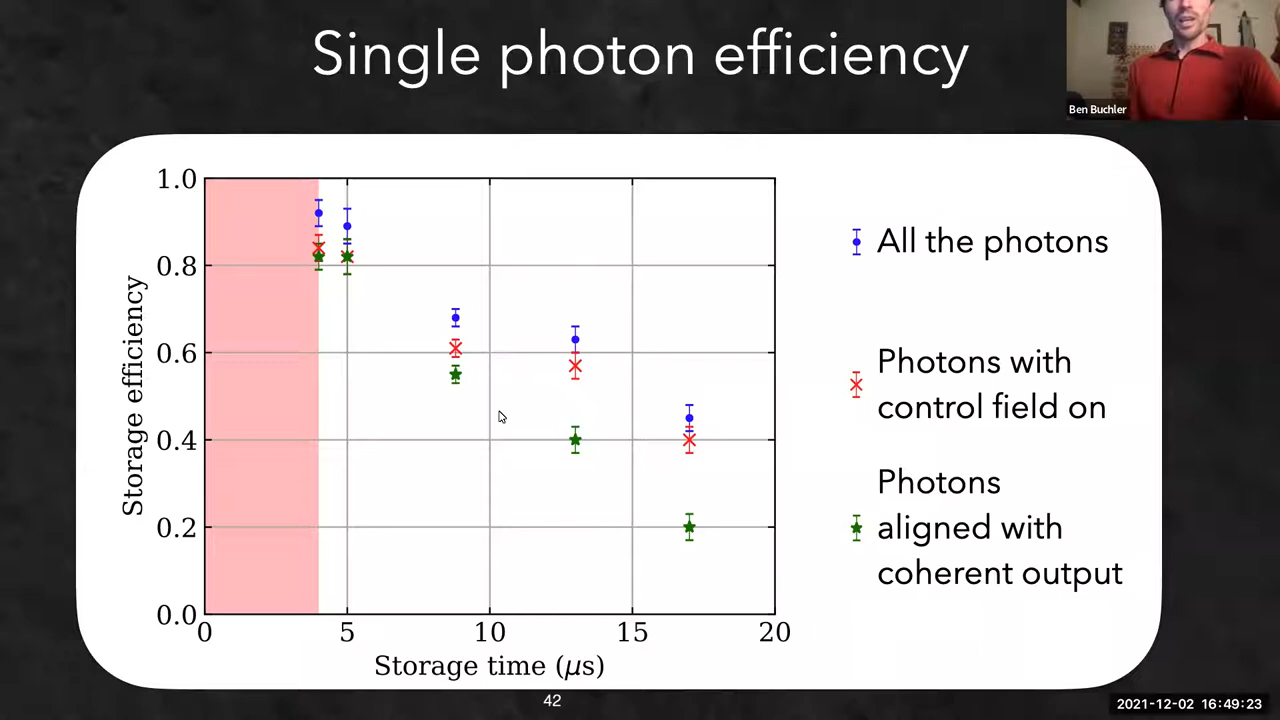 Single photon efficiency
Ben Buchler
1.0
0.8
0.6
0.4
0.2
0.0
Storage efficiency
0 5 10 15 20
Storage time (μs)
All the photons
Photons with
control field on
Photons
aligned with
coherent output
42
2021-12-02 16:49:23